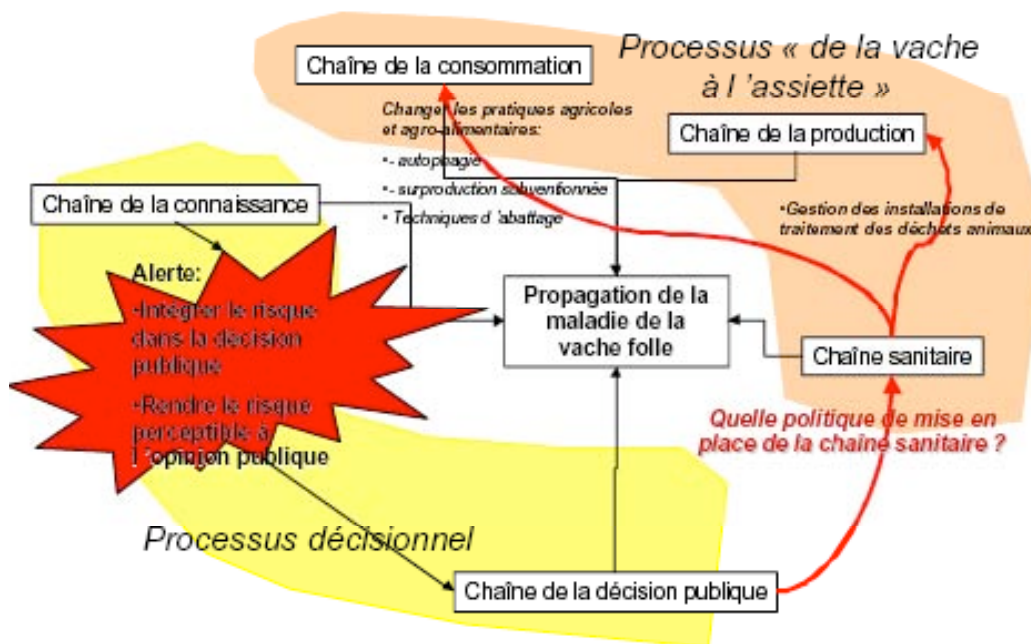 Processus « de la vache
à l 'assiette »
Chaîne de la consommation
Changer les pratiques agricoles
et agro-alimentaires:
•- autophagie
•- surproduction subventionnée
• Techniques d 'abattage
Chaîne de la production
•Gestion des installations de
traitement des déchets animaux
Chaîne de la connaissance
Alerte:
•Intégrer le risque
dans la décision
publique
•Rendre le risque
perceptible à
l 'opinion publique
Propagation de la
maladie de la
vache folle
Chaîne sanitaire
Quelle politique de mise en
place de la chaîne sanitaire ?
Processus décisionnel
Chaîne de la décision publique